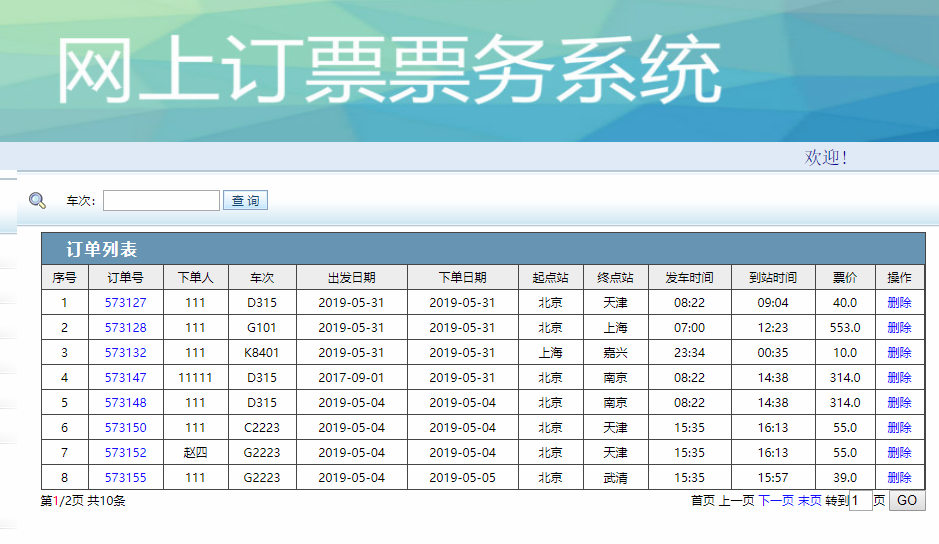 网上订票票务系统
欢迎!
车次: 查 询
订单列表
序号 订单号 下单人 车次 出发日期 下单日期 起点站 终点站 发车时间 到站时间 票价 操作
1 573127 111 D315 2019-05-31 2019-05-31 北京 天津 08:22 09:04 40.0 删除
2 573128 111 G101 2019-05-31 2019-05-31 北京 上海 07:00 12:23 553.0 删除
3 573132 111 K8401 2019-05-31 2019-05-31 上海 嘉兴 23:34 00:35 10.0 删除
4 573147 11111 D315 2017-09-01 2019-05-31 北京 南京 08:22 14:38 314.0 删除
5 573148 111 D315 2019-05-04 2019-05-04 北京 南京 08:22 14:38 314.0 删除
6 573150 111 C2223 2019-05-04 2019-05-04 北京 天津 15:35 16:13 55.0 删除
7 573152 赵四 G2223 2019-05-04 2019-05-04 北京 天津 15:35 16:13 55.0 删除
8 573155 111 G2223 2019-05-04 2019-05-05 北京 武清 15:35 15:57 39.0 删除
第1/2页 共10条 首页 上一页 下一页 末页 转到 1 页 GO